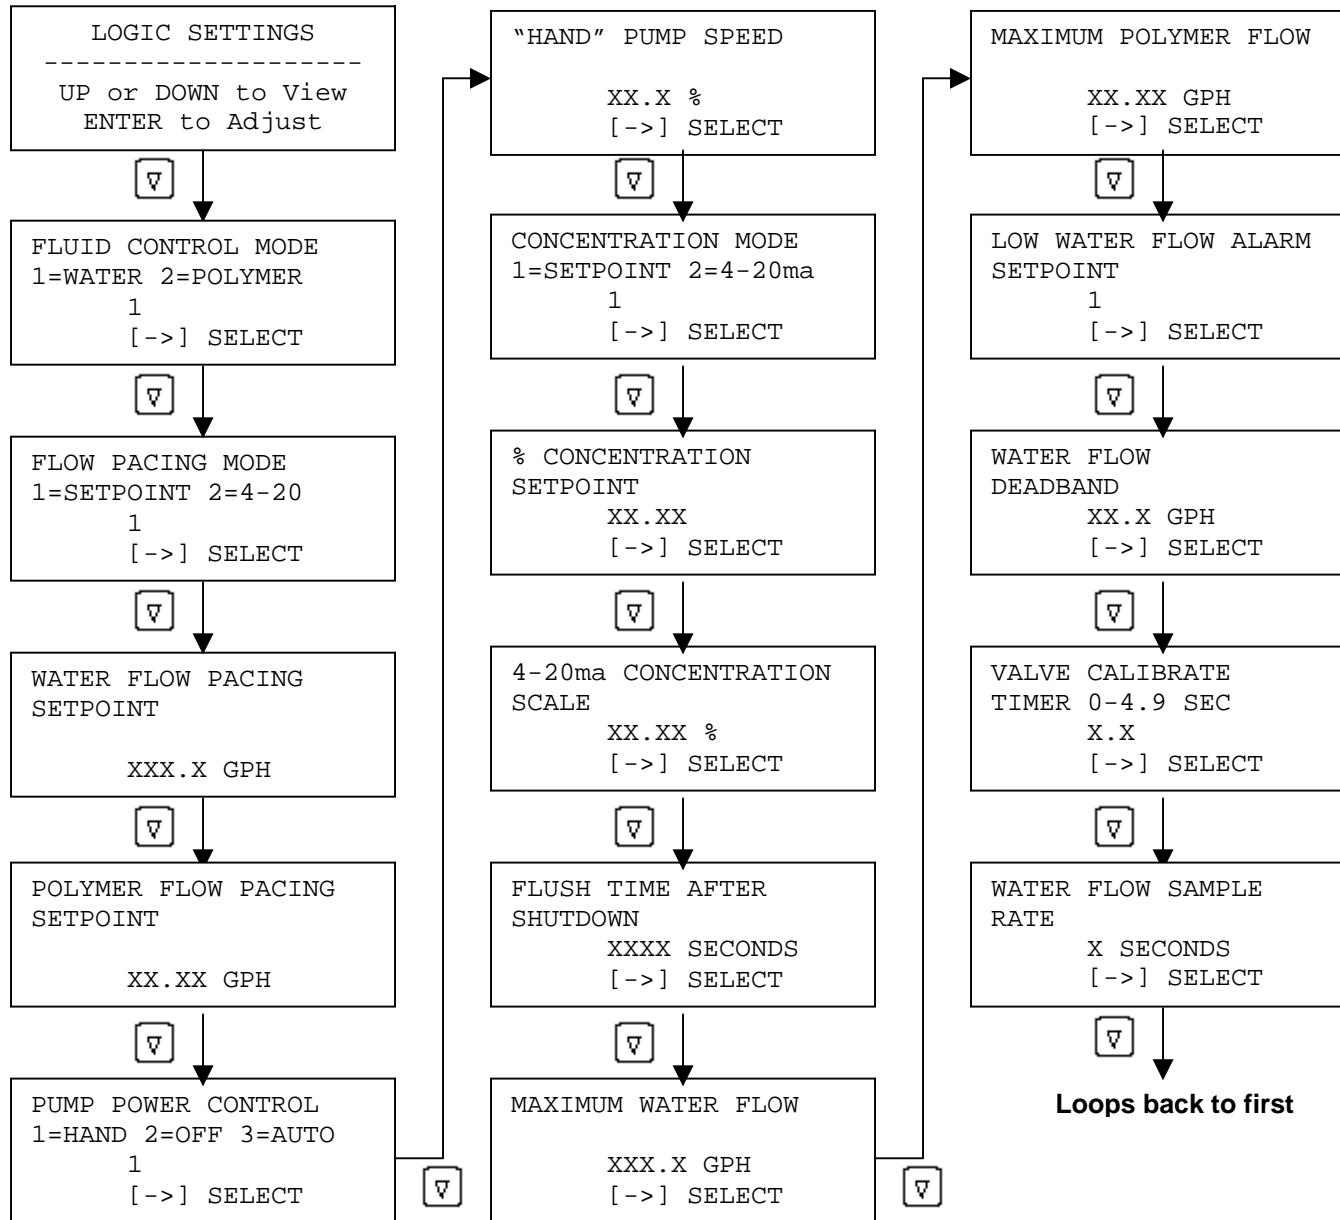 LOGIC SETTINGS
--------------------
UP or DOWN to View
ENTER to Adjust
FLUID CONTROL MODE
1=WATER 2=POLYMER
1
[->] SELECT
FLOW PACING MODE
1=SETPOINT 2=4-20
1
[->] SELECT
WATER FLOW PACING
SETPOINT
XXX.X GPH
POLYMER FLOW PACING
SETPOINT
XX.XX GPH
PUMP POWER CONTROL
1=HAND 2=OFF 3=AUTO
1
[->] SELECT
“HAND” PUMP SPEED
XX.X %
[->] SELECT
CONCENTRATION MODE
1=SETPOINT 2=4-20ma
1
[->] SELECT
% CONCENTRATION
SETPOINT
XX.XX
[->] SELECT
4-20ma CONCENTRATION
SCALE
XX.XX %
[->] SELECT
FLUSH TIME AFTER
SHUTDOWN
XXXX SECONDS
[->] SELECT
MAXIMUM WATER FLOW
XXX.X GPH
[->] SELECT
MAXIMUM POLYMER FLOW
XX.XX GPH
[->] SELECT
LOW WATER FLOW ALARM
SETPOINT
1
[->] SELECT
WATER FLOW
DEADBAND
XX.X GPH
[->] SELECT
VALVE CALIBRATE
TIMER 0-4.9 SEC
X.X
[->] SELECT
WATER FLOW SAMPLE
RATE
X SECONDS
[->] SELECT
Loops back to first